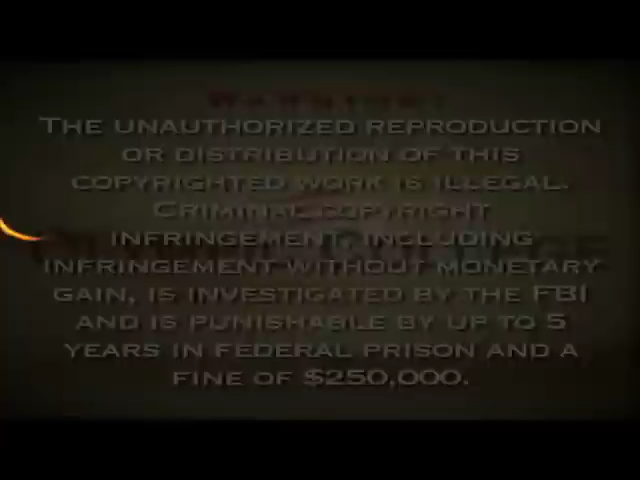 WARNING!
THE UNAUTHORIZED REPRODUCTION
OR DISTRIBUTION OF THIS
COPYRIGHTED WORK IS ILLEGAL.
CRIMINAL COPYRIGHT
INFRINGEMENT, INCLUDING
INFRINGEMENT WITHOUT MONETARY
GAIN, IS INVESTIGATED BY THE FBI
AND IS PUNISHABLE BY UP TO 5
YEARS IN FEDERAL PRISON AND A
FINE OF $250,000.